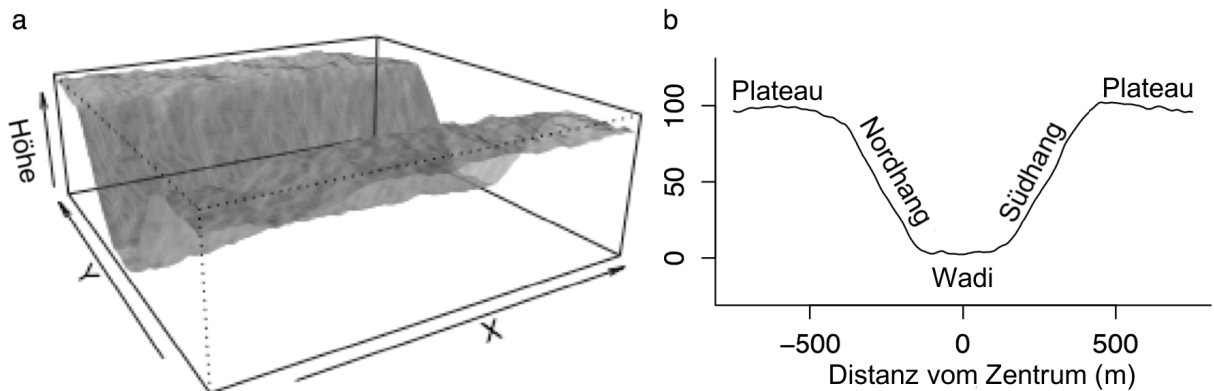 a
Höhe
Y
X
b
Plateau
Plateau
Nordhang
Südhang
Wadi
100
50
0
−500
0
500
Distanz vom Zentrum (m)